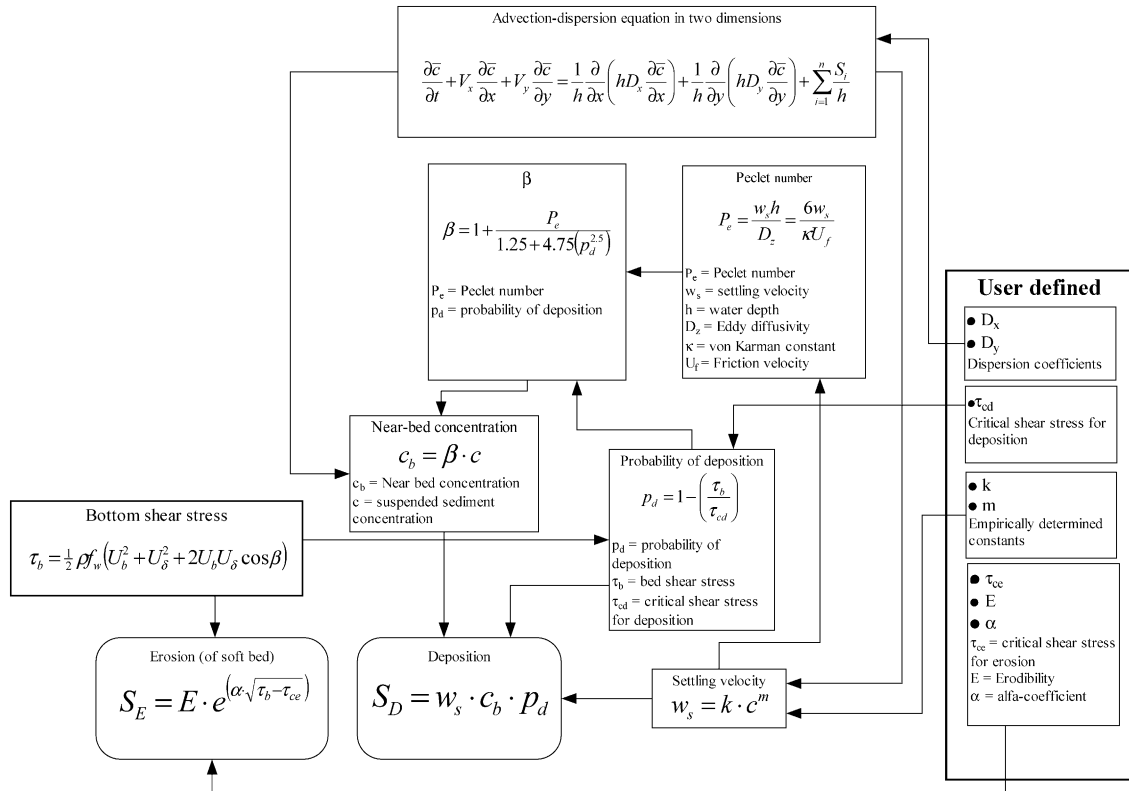 Advection-dispersion equation in two dimensions
∂c̅/∂t + V_x ∂c̅/∂x + V_y ∂c̅/∂y = 1/h ∂/∂x (hD_x ∂c̅/∂x) + 1/h ∂/∂y (hD_y ∂c̅/∂y) + ∑_{i=1}^{n} S_i/h
β
β = 1 + P_e / (1.25 + 4.75(p_d^{2.5}))
P_e = Peclet number
p_d = probability of deposition
Peclet number
P_e = w_s h / D_z = 6w_s / κU_f
P_e = Peclet number
w_s = settling velocity
h = water depth
D_z = Eddy diffusivity
κ = von Karman constant
U_f = Friction velocity
User defined
● D_x
● D_y
Dispersion coefficients
● τ_cd
Critical shear stress for
deposition
● k
● m
Empirically determined
constants
● τ_ce
● E
● α
τ_ce = critical shear stress
for erosion
E = Erodibility
α = alfa-coefficient
Near-bed concentration
c_b = β · c
c_b = Near bed concentration
c = suspended sediment
concentration
Probability of deposition
p_d = 1 − (τ_b / τ_cd)
p_d = probability of
deposition
τ_b = bed shear stress
τ_cd = critical shear stress
for deposition
Bottom shear stress
τ_b = ½ ρf_w (U_b^2 + U_δ^2 + 2U_b U_δ cos β)
Erosion (of soft bed)
S_E = E · e^{(α·√(τ_b − τ_ce))}
Deposition
S_D = w_s · c_b · p_d
Settling velocity
w_s = k · c^m